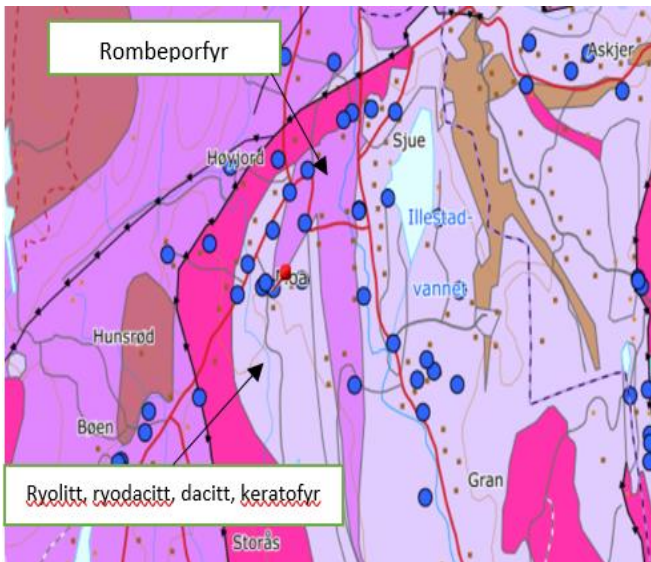 Rombeporfyr
Askjer
Sjue
Høyjord
Illestad-
vannet
Hunsrød
Bøen
Gran
Ryolitt, ryodacitt, dacitt, keratofyr
Storås